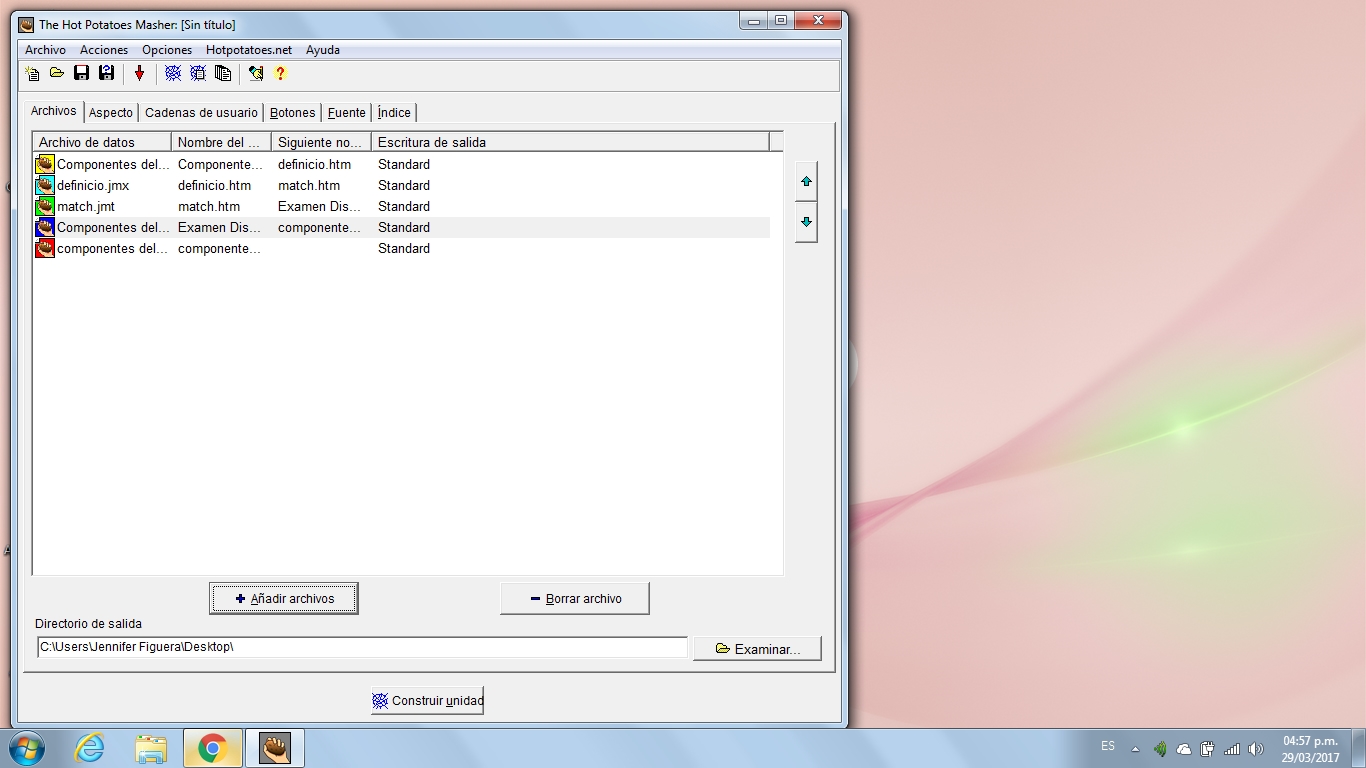 The Hot Potatoes Masher: [Sin título]
Archivo Acciones Opciones Hotpotatoes.net Ayuda
Archivos Aspecto Cadenas de usuario Botones Fuente Índice
Archivo de datos Nombre del ... Siguiente no... Escritura de salida
Componentes del... Componente... definicio.htm Standard
definicio.jmx definicio.htm match.htm Standard
match.jmt match.htm Examen Dis... Standard
Componentes del... Examen Dis... componente... Standard
componentes del... componente... Standard
Añadir archivos Borrar archivo
Directorio de salida
C:\Users\Jennifer Figuera\Desktop\
Examinar...
Construir unidad
ES
04:57 p.m.
29/03/2017